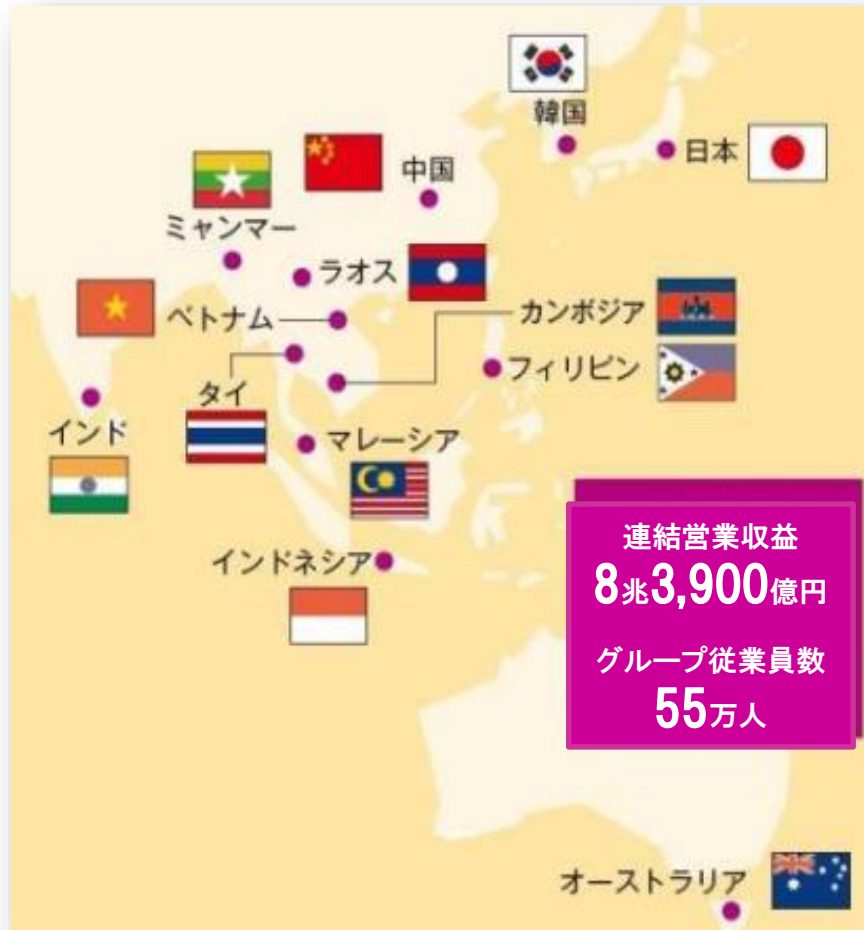 韓国
日本
中国
ミャンマー
ラオス
ベトナム
カンボジア
フィリピン
タイ
インド
マレーシア
インドネシア
連結営業収益
8兆3,900億円
グループ従業員数
55万人
オーストラリア